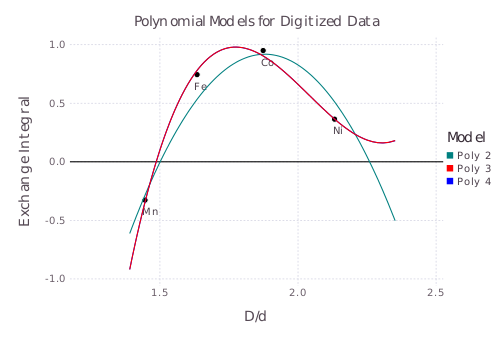 Polynomial Models for Digitized Data
Exchange Integral
1.0
0.5
0.0
-0.5
-1.0
Mn
Fe
Co
Ni
1.5
2.0
2.5
D/d
Model
Poly 2
Poly 3
Poly 4